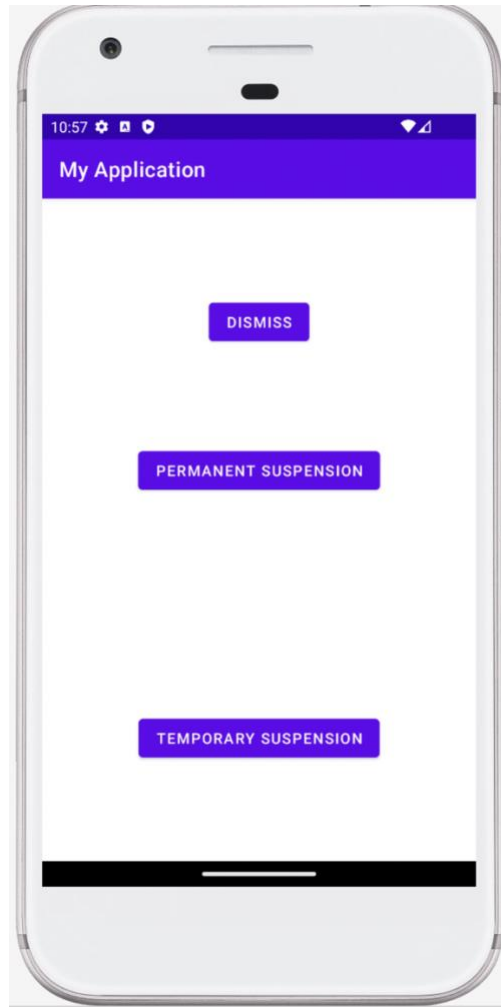 10:57
My Application
DISMISS
PERMANENT SUSPENSION
TEMPORARY SUSPENSION